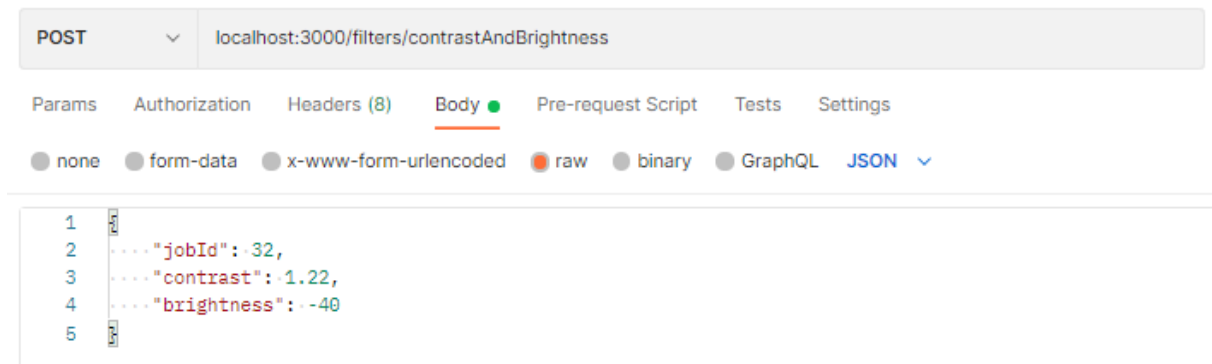 POST localhost:3000/filters/contrastAndBrightness
Params Authorization Headers (8) Body Pre-request Script Tests Settings
none form-data x-www-form-urlencoded raw binary GraphQL JSON
1 {
2 "jobId": 32,
3 "contrast": 1.22,
4 "brightness": -40
5 }